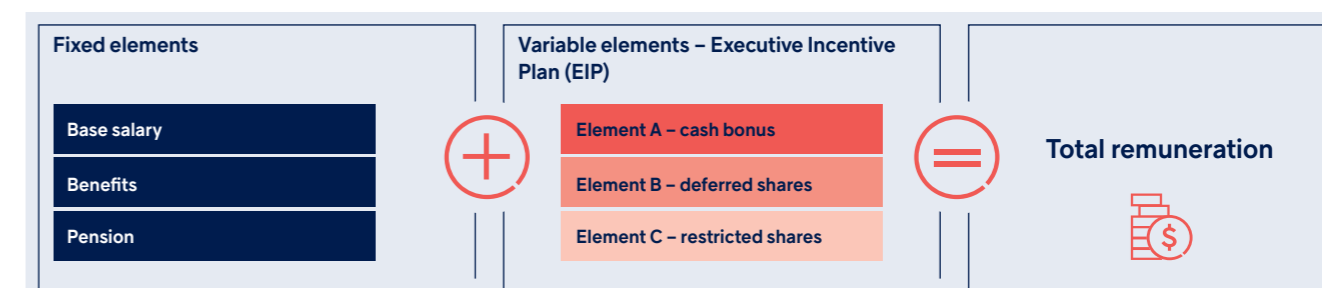 Fixed elements
Base salary
Benefits
Pension
Variable elements – Executive Incentive
Plan (EIP)
Element A – cash bonus
Element B – deferred shares
Element C – restricted shares
Total remuneration
$